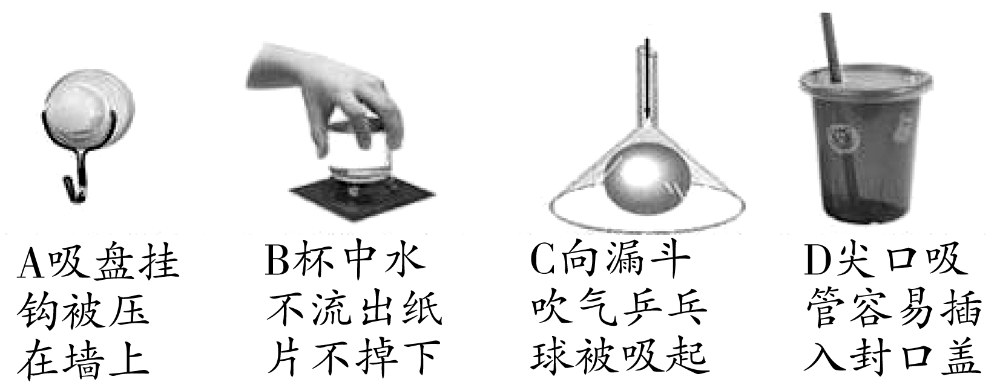 A吸盘挂
钩被压
在墙上
B杯中水
不流出纸
片不掉下
C向漏斗
吹气乒乓
球被吸起
D尖口吸
管容易插
入封口盖